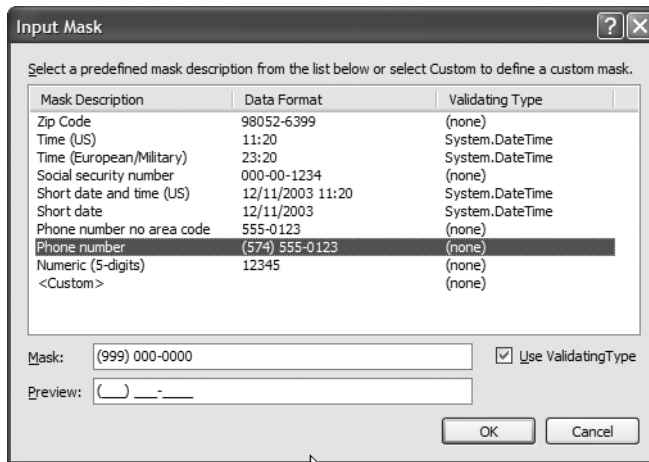 Input Mask
Select a predefined mask description from the list below or select Custom to define a custom mask.
Mask Description Data Format Validating Type
Zip Code 98052-6399 (none)
Time (US) 11:20 System.DateTime
Time (European/Military) 23:20 System.DateTime
Social security number 000-00-1234 (none)
Short date and time (US) 12/11/2003 11:20 System.DateTime
Short date 12/11/2003 System.DateTime
Phone number no area code 555-0123 (none)
Phone number (574) 555-0123 (none)
Numeric (5-digits) 12345 (none)
<Custom> (none)
Mask: (999) 000-0000 Use ValidatingType
Preview: (___) ___-____
OK Cancel